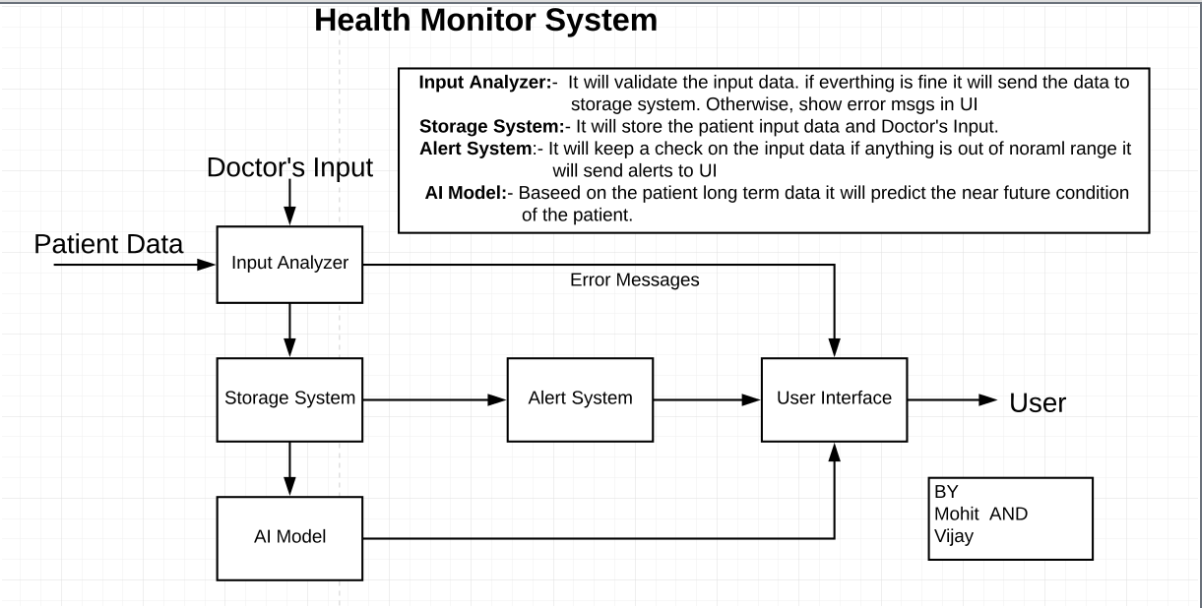 Health Monitor System
Input Analyzer:- It will validate the input data. if everthing is fine it will send the data to
storage system. Otherwise, show error msgs in UI
Storage System:- It will store the patient input data and Doctor's Input.
Alert System:- It will keep a check on the input data if anything is out of noraml range it
will send alerts to UI
AI Model:- Baseed on the patient long term data it will predict the near future condition
of the patient.
Doctor's Input
Patient Data
Input Analyzer
Error Messages
Storage System
Alert System
User Interface
User
AI Model
BY
Mohit AND
Vijay